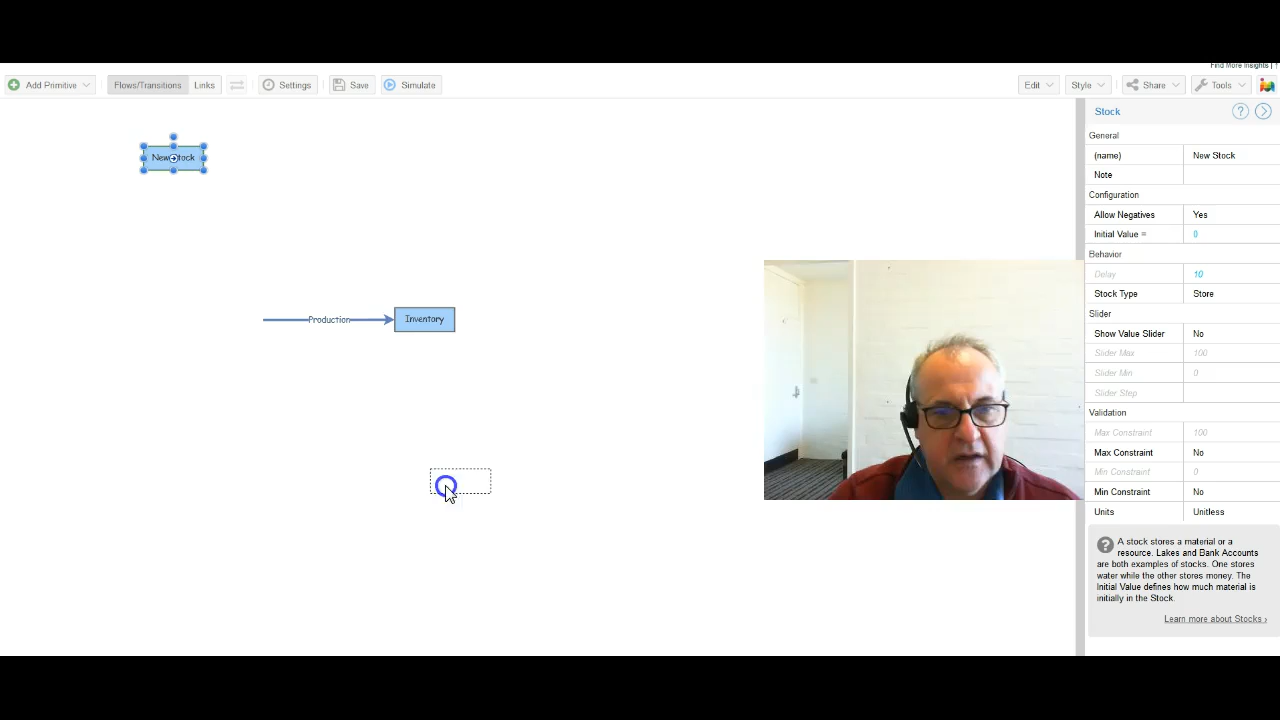 Find More Insights |
Add Primitive
Flows/Transitions
Links
Settings
Save
Simulate
Edit
Style
Share
Tools
New Stock
Production
Inventory
Stock
General
(name) New Stock
Note
Configuration
Allow Negatives Yes
Initial Value = 0
Behavior
Delay 10
Stock Type Store
Slider
Show Value Slider No
Slider Max 100
Slider Min 0
Slider Step
Validation
Max Constraint 100
Max Constraint No
Min Constraint 0
Min Constraint No
Units Unitless
A stock stores a material or a
resource. Lakes and Bank Accounts
are both examples of stocks. One stores
water while the other stores money. The
Initial Value defines how much material is
initially in the Stock.
Learn more about Stocks ›